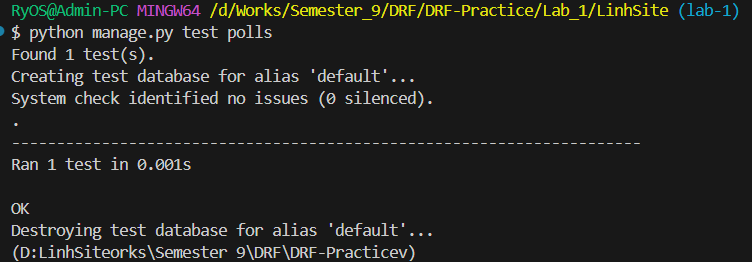 RyOS@Admin-PC MINGW64 /d/Works/Semester_9/DRF/DRF-Practice/Lab_1/LinhSite (lab-1)
$ python manage.py test polls
Found 1 test(s).
Creating test database for alias 'default'...
System check identified no issues (0 silenced).
.
----------------------------------------------------------------------
Ran 1 test in 0.001s

OK
Destroying test database for alias 'default'...
(D:LinhSiteorks\Semester 9\DRF\DRF-Practicev)